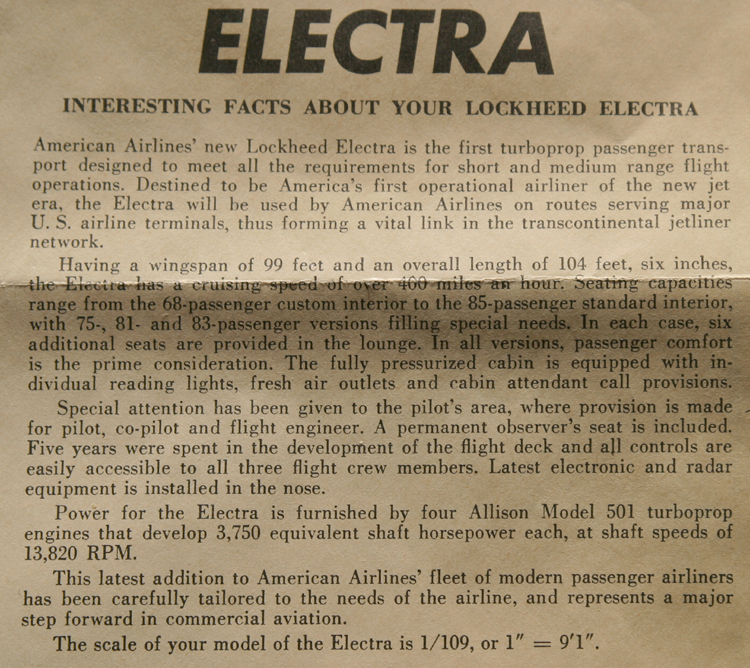 ELECTRA
INTERESTING FACTS ABOUT YOUR LOCKHEED ELECTRA
American Airlines' new Lockheed Electra is the first turboprop passenger trans-
port designed to meet all the requirements for short and medium range flight
operations. Destined to be America's first operational airliner of the new jet
era, the Electra will be used by American Airlines on routes serving major
U. S. airline terminals, thus forming a vital link in the transcontinental jetliner
network.
Having a wingspan of 99 feet and an overall length of 104 feet, six inches,
the Electra has a cruising speed of over 400 miles an hour. Seating capacities
range from the 68-passenger custom interior to the 85-passenger standard interior,
with 75-, 81- and 83-passenger versions filling special needs. In each case, six
additional seats are provided in the lounge. In all versions, passenger comfort
is the prime consideration. The fully pressurized cabin is equipped with in-
dividual reading lights, fresh air outlets and cabin attendant call provisions.
Special attention has been given to the pilot's area, where provision is made
for pilot, co-pilot and flight engineer. A permanent observer's seat is included.
Five years were spent in the development of the flight deck and all controls are
easily accessible to all three flight crew members. Latest electronic and radar
equipment is installed in the nose.
Power for the Electra is furnished by four Allison Model 501 turboprop
engines that develop 3,750 equivalent shaft horsepower each, at shaft speeds of
13,820 RPM.
This latest addition to American Airlines' fleet of modern passenger airliners
has been carefully tailored to the needs of the airline, and represents a major
step forward in commercial aviation.
The scale of your model of the Electra is 1/109, or 1″ = 9′1″.